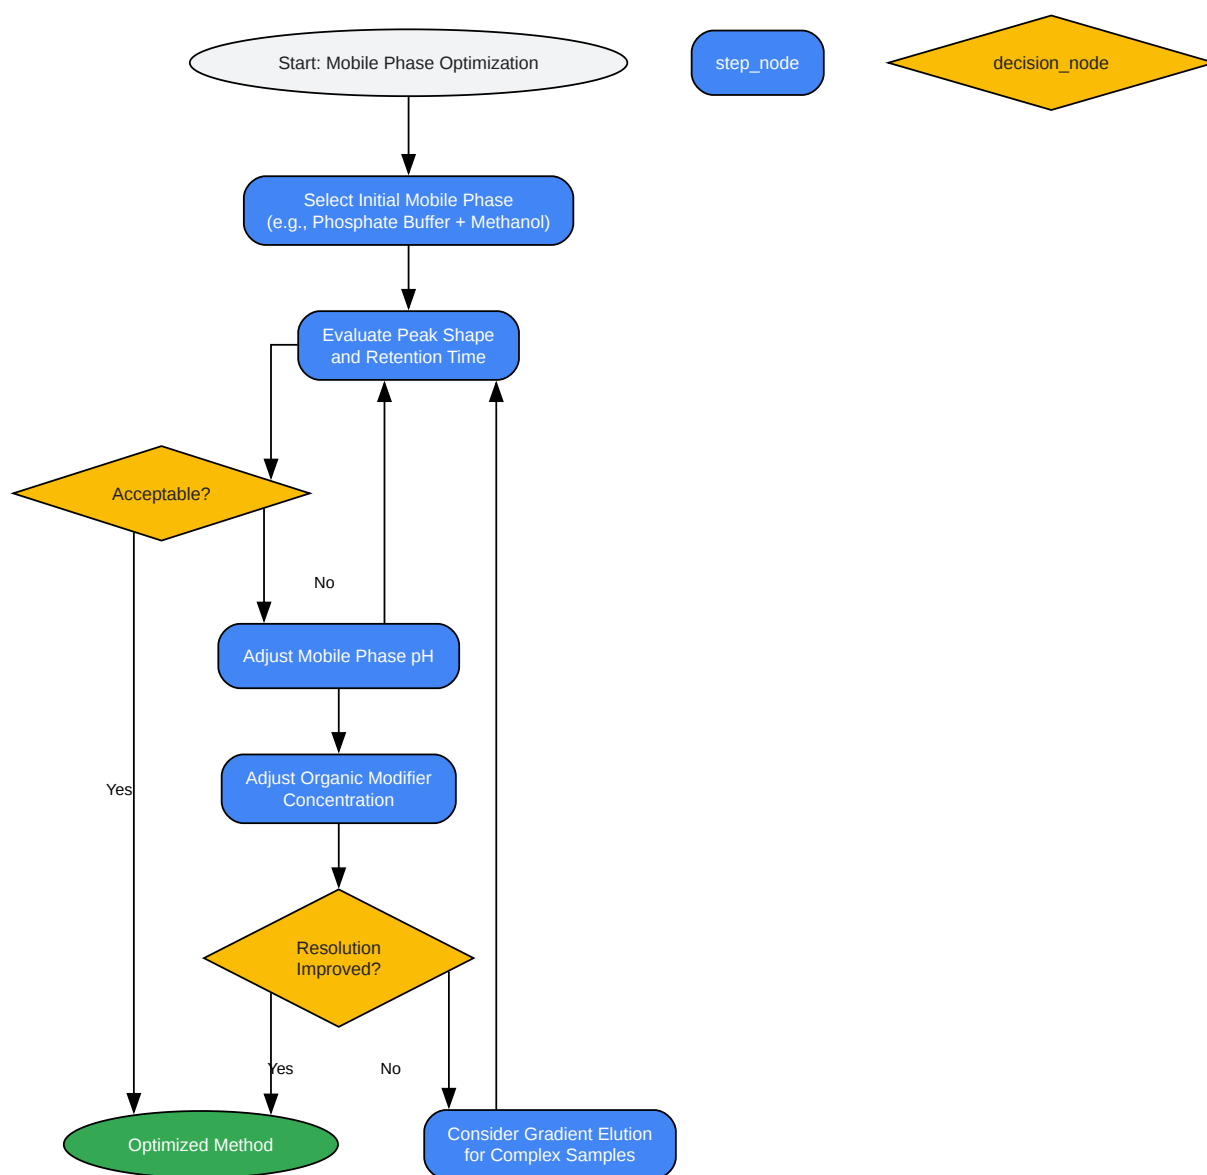 Start: Mobile Phase Optimization
step_node
decision_node
Select Initial Mobile Phase
(e.g., Phosphate Buffer + Methanol)
Evaluate Peak Shape
and Retention Time
Acceptable?
No
Adjust Mobile Phase pH
Adjust Organic Modifier
Concentration
Yes
Resolution
Improved?
Yes
No
Optimized Method
Consider Gradient Elution
for Complex Samples